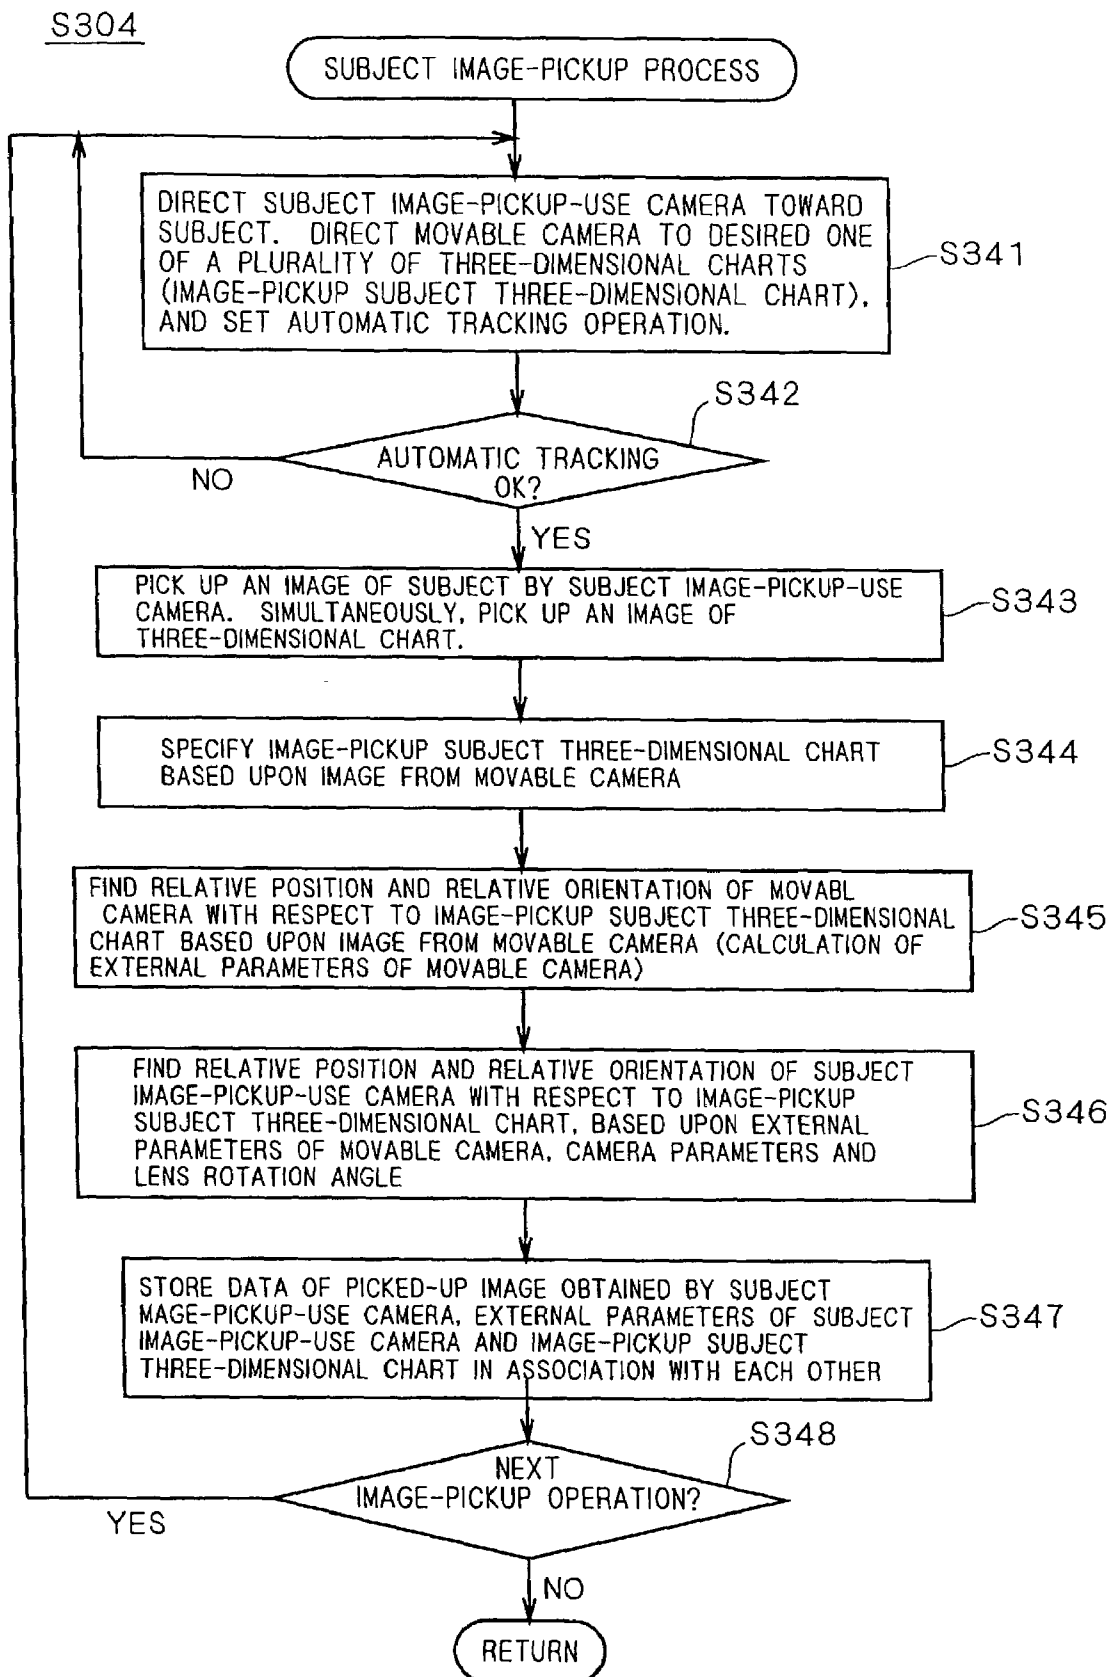 S304
SUBJECT IMAGE-PICKUP PROCESS
DIRECT SUBJECT IMAGE-PICKUP-USE CAMERA TOWARD
SUBJECT. DIRECT MOVABLE CAMERA TO DESIRED ONE
OF A PLURALITY OF THREE-DIMENSIONAL CHARTS
(IMAGE-PICKUP SUBJECT THREE-DIMENSIONAL CHART),
AND SET AUTOMATIC TRACKING OPERATION.
S341
S342
AUTOMATIC TRACKING
OK?
NO
YES
PICK UP AN IMAGE OF SUBJECT BY SUBJECT IMAGE-PICKUP-USE
CAMERA. SIMULTANEOUSLY, PICK UP AN IMAGE OF
THREE-DIMENSIONAL CHART.
S343
SPECIFY IMAGE-PICKUP SUBJECT THREE-DIMENSIONAL CHART
BASED UPON IMAGE FROM MOVABLE CAMERA
S344
FIND RELATIVE POSITION AND RELATIVE ORIENTATION OF MOVABL
CAMERA WITH RESPECT TO IMAGE-PICKUP SUBJECT THREE-DIMENSIONAL
CHART BASED UPON IMAGE FROM MOVABLE CAMERA (CALCULATION OF
EXTERNAL PARAMETERS OF MOVABLE CAMERA)
S345
FIND RELATIVE POSITION AND RELATIVE ORIENTATION OF SUBJECT
IMAGE-PICKUP-USE CAMERA WITH RESPECT TO IMAGE-PICKUP
SUBJECT THREE-DIMENSIONAL CHART, BASED UPON EXTERNAL
PARAMETERS OF MOVABLE CAMERA, CAMERA PARAMETERS AND
LENS ROTATION ANGLE
S346
STORE DATA OF PICKED-UP IMAGE OBTAINED BY SUBJECT
MAGE-PICKUP-USE CAMERA, EXTERNAL PARAMETERS OF SUBJECT
IMAGE-PICKUP-USE CAMERA AND IMAGE-PICKUP SUBJECT
THREE-DIMENSIONAL CHART IN ASSOCIATION WITH EACH OTHER
S347
S348
NEXT
IMAGE-PICKUP OPERATION?
YES
NO
RETURN